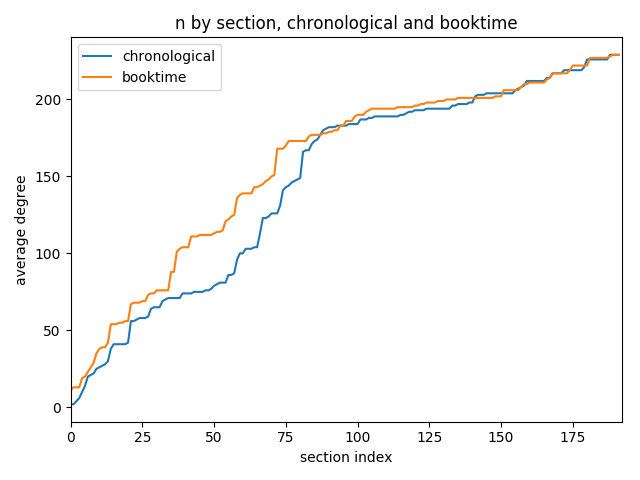 n by section, chronological and booktime
chronological
booktime
average degree
200
150
100
50
0
0 25 50 75 100 125 150 175
section index